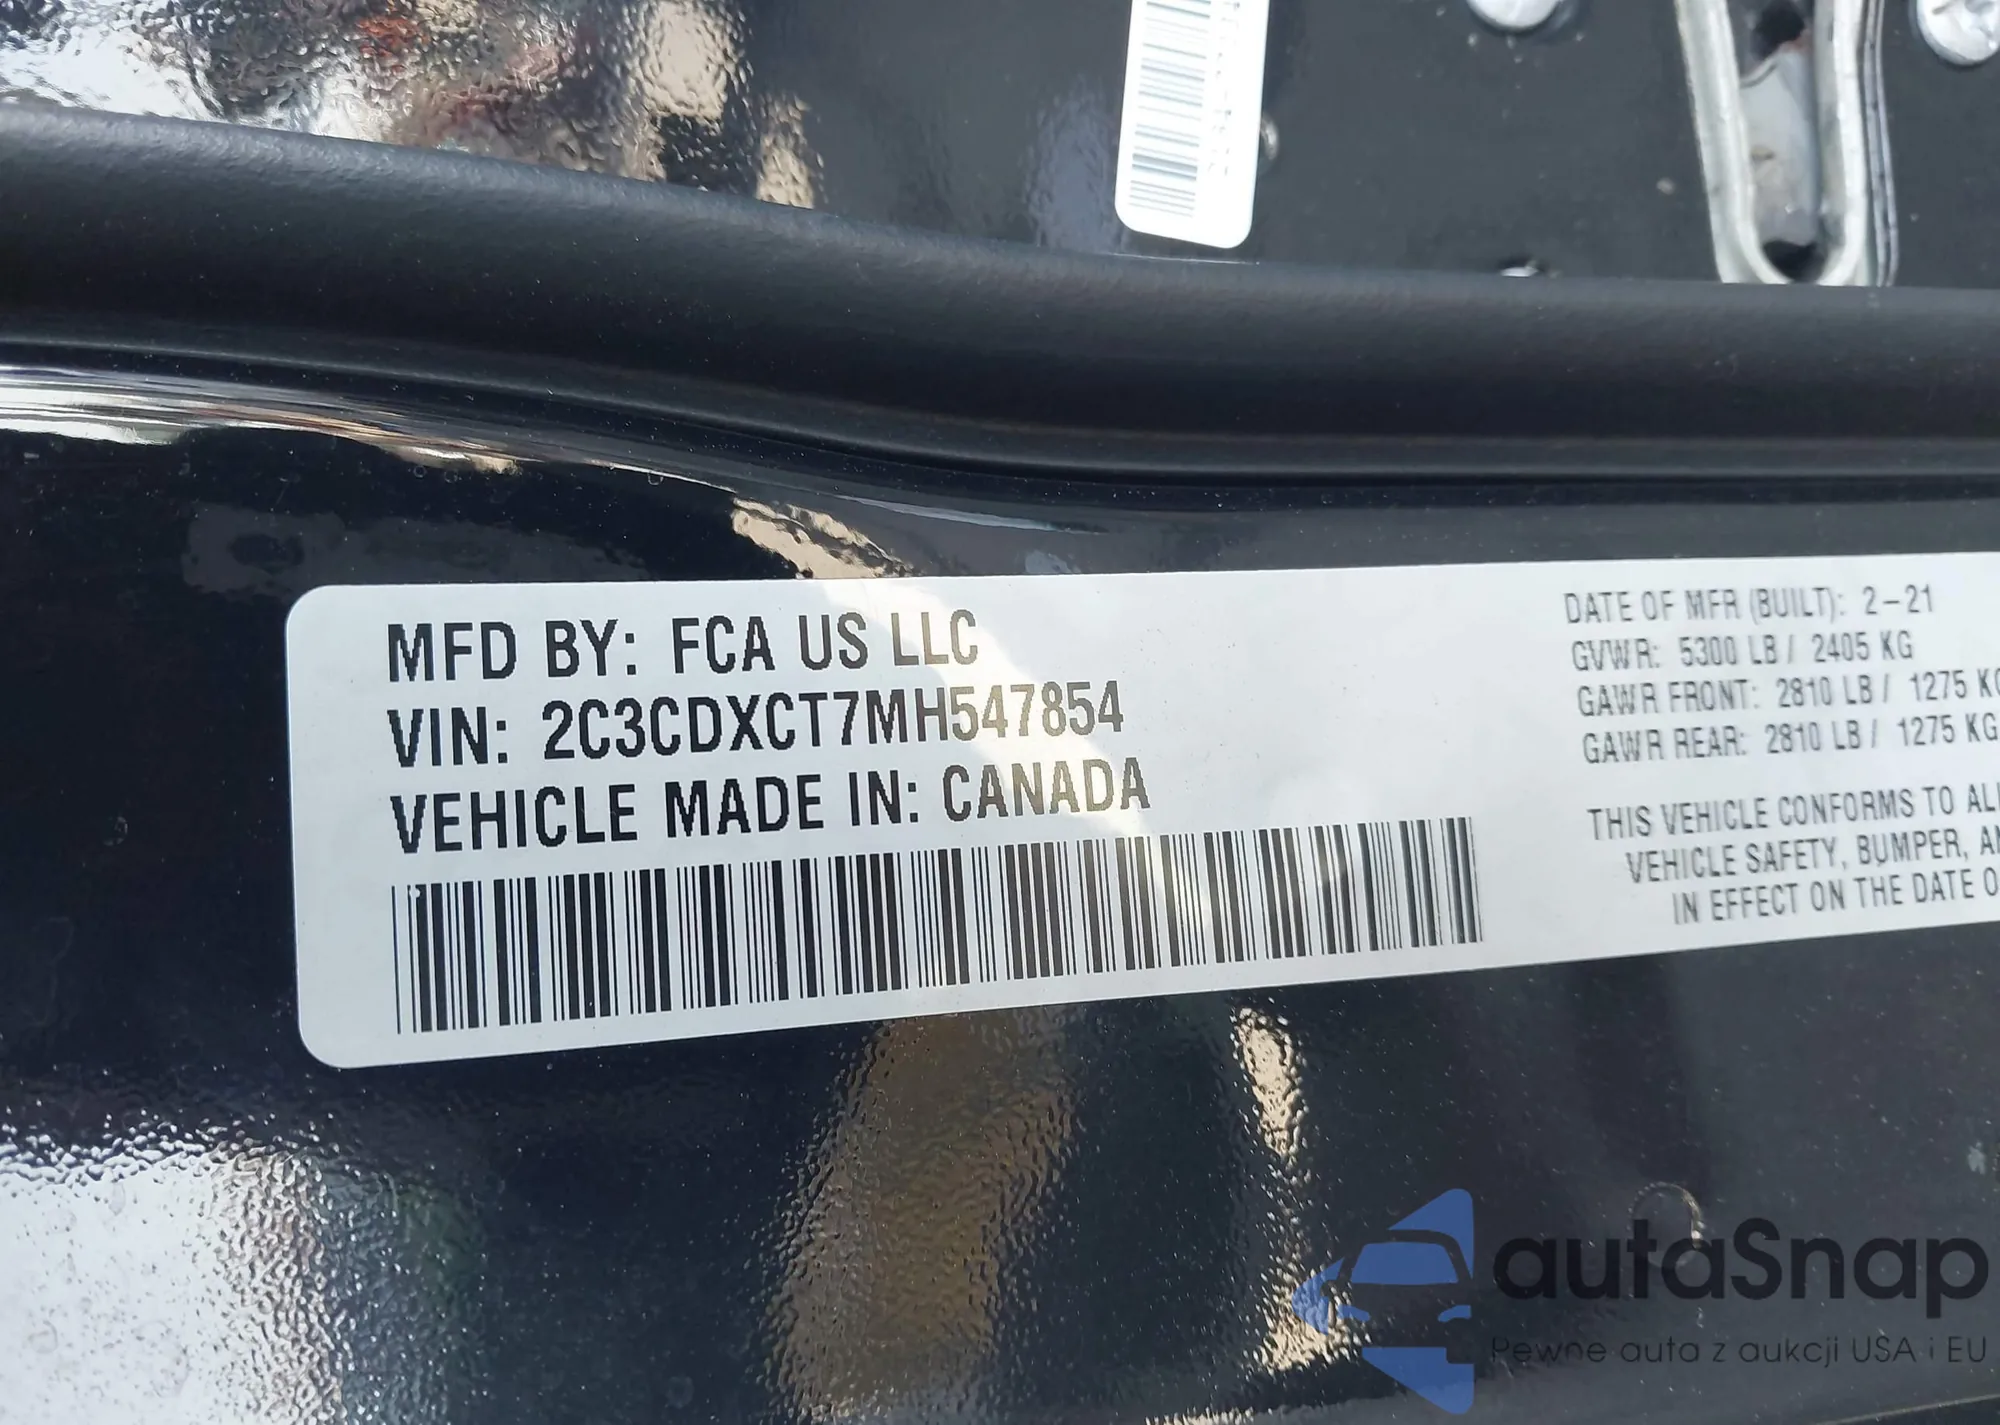 MFD BY: FCA US LLC
VIN: 2C3CDXCT7MH547854
VEHICLE MADE IN: CANADA
DATE OF MFR (BUILT): 2-21
GVWR: 5300 LB / 2405 KG
GAWR FRONT: 2810 LB / 1275 KG
GAWR REAR: 2810 LB / 1275 KG
THIS VEHICLE CONFORMS TO ALL
VEHICLE SAFETY, BUMPER,
IN EFFECT ON THE DATE
autaSnap
Pewne auta z aukcji USA i EU